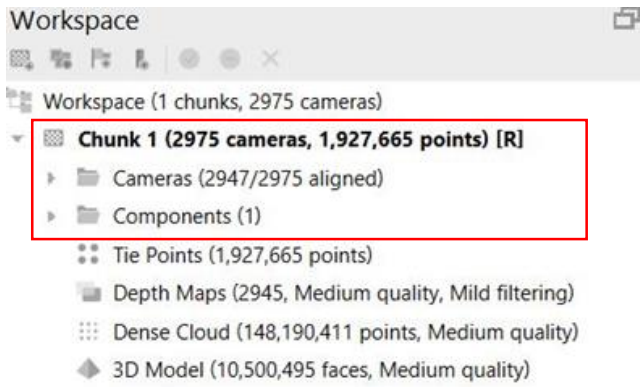 Workspace
Workspace (1 chunks, 2975 cameras)
Chunk 1 (2975 cameras, 1,927,665 points) [R]
Cameras (2947/2975 aligned)
Components (1)
Tie Points (1,927,665 points)
Depth Maps (2945, Medium quality, Mild filtering)
Dense Cloud (148,190,411 points, Medium quality)
3D Model (10,500,495 faces, Medium quality)